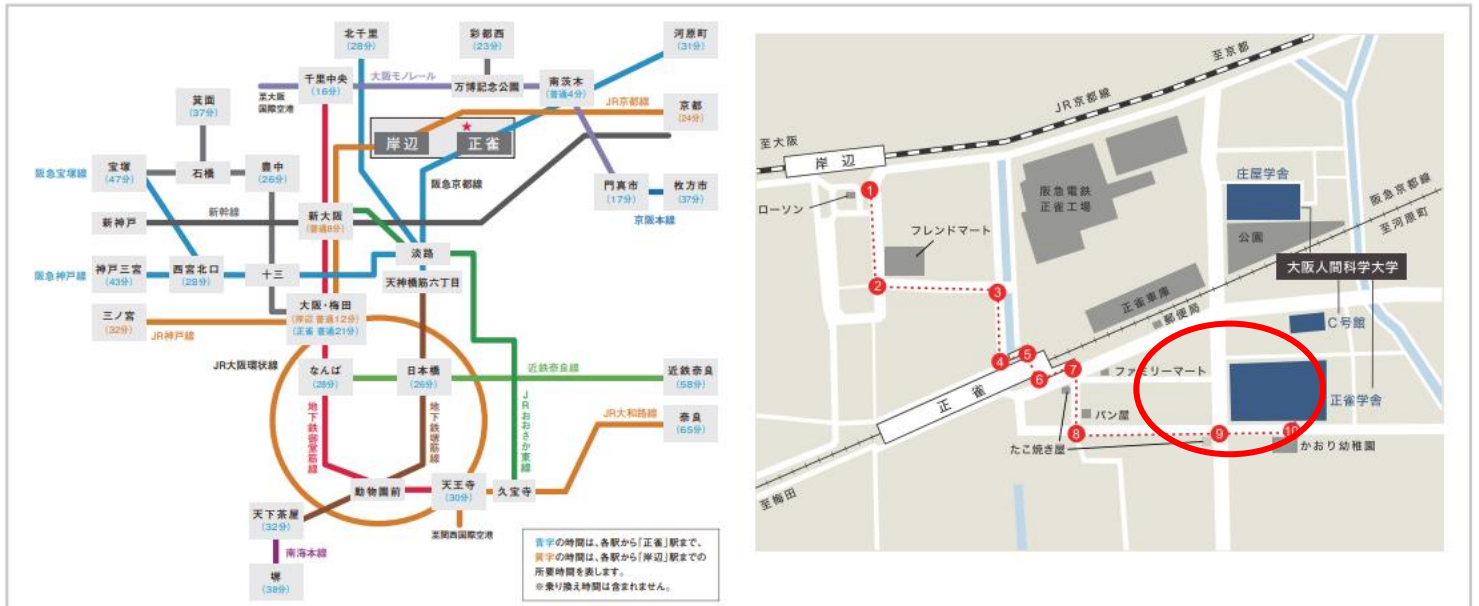 北千里
(28分)
彩都西
(23分)
河原町
(31分)
千里中央
(16分)
大阪モノレール
至大阪
国際空港
万博記念公園
南茨木
(普通4分)
箕面
(37分)
JR京都線
京都
(24分)
岸辺
★
正雀
宝塚
(47分)
阪急宝塚線
石橋
豊中
(26分)
阪急京都線
門真市
(17分)
枚方市
(37分)
京阪本線
新神戸
新幹線
新大阪
(普通8分)
淡路
阪急神戸線
神戸三宮
(43分)
西宮北口
(28分)
十三
天神橋筋六丁目
大阪・梅田
(岸辺 普通12分)
(正雀 普通21分)
三ノ宮
(32分)
JR神戸線
JR大阪環状線
なんば
(28分)
日本橋
(26分)
近鉄奈良線
近鉄奈良
(58分)
地下鉄御堂筋線
地下鉄堺筋線
JRおおさか東線
JR大和路線
奈良
(65分)
動物園前
天王寺
(30分)
久宝寺
至関西国際空港
天下茶屋
(32分)
南海本線
堺
(38分)
青字の時間は、各駅から「正雀」駅まで、
黄字の時間は、各駅から「岸辺」駅までの
所要時間を表します。
※乗り換え時間は含まれません。
至京都
JR京都線
至大阪
岸辺
ローソン
1
フレンドマート
2
3
阪急電鉄
正雀工場
庄屋学舎
公園
阪急京都線
至河原町
大阪人間科学大学
正雀車庫
郵便局
C号館
4
5
6
7
ファミリーマート
正雀
パン屋
正雀学舎
8
9
10
たこ焼き屋
かおり幼稚園
至梅田